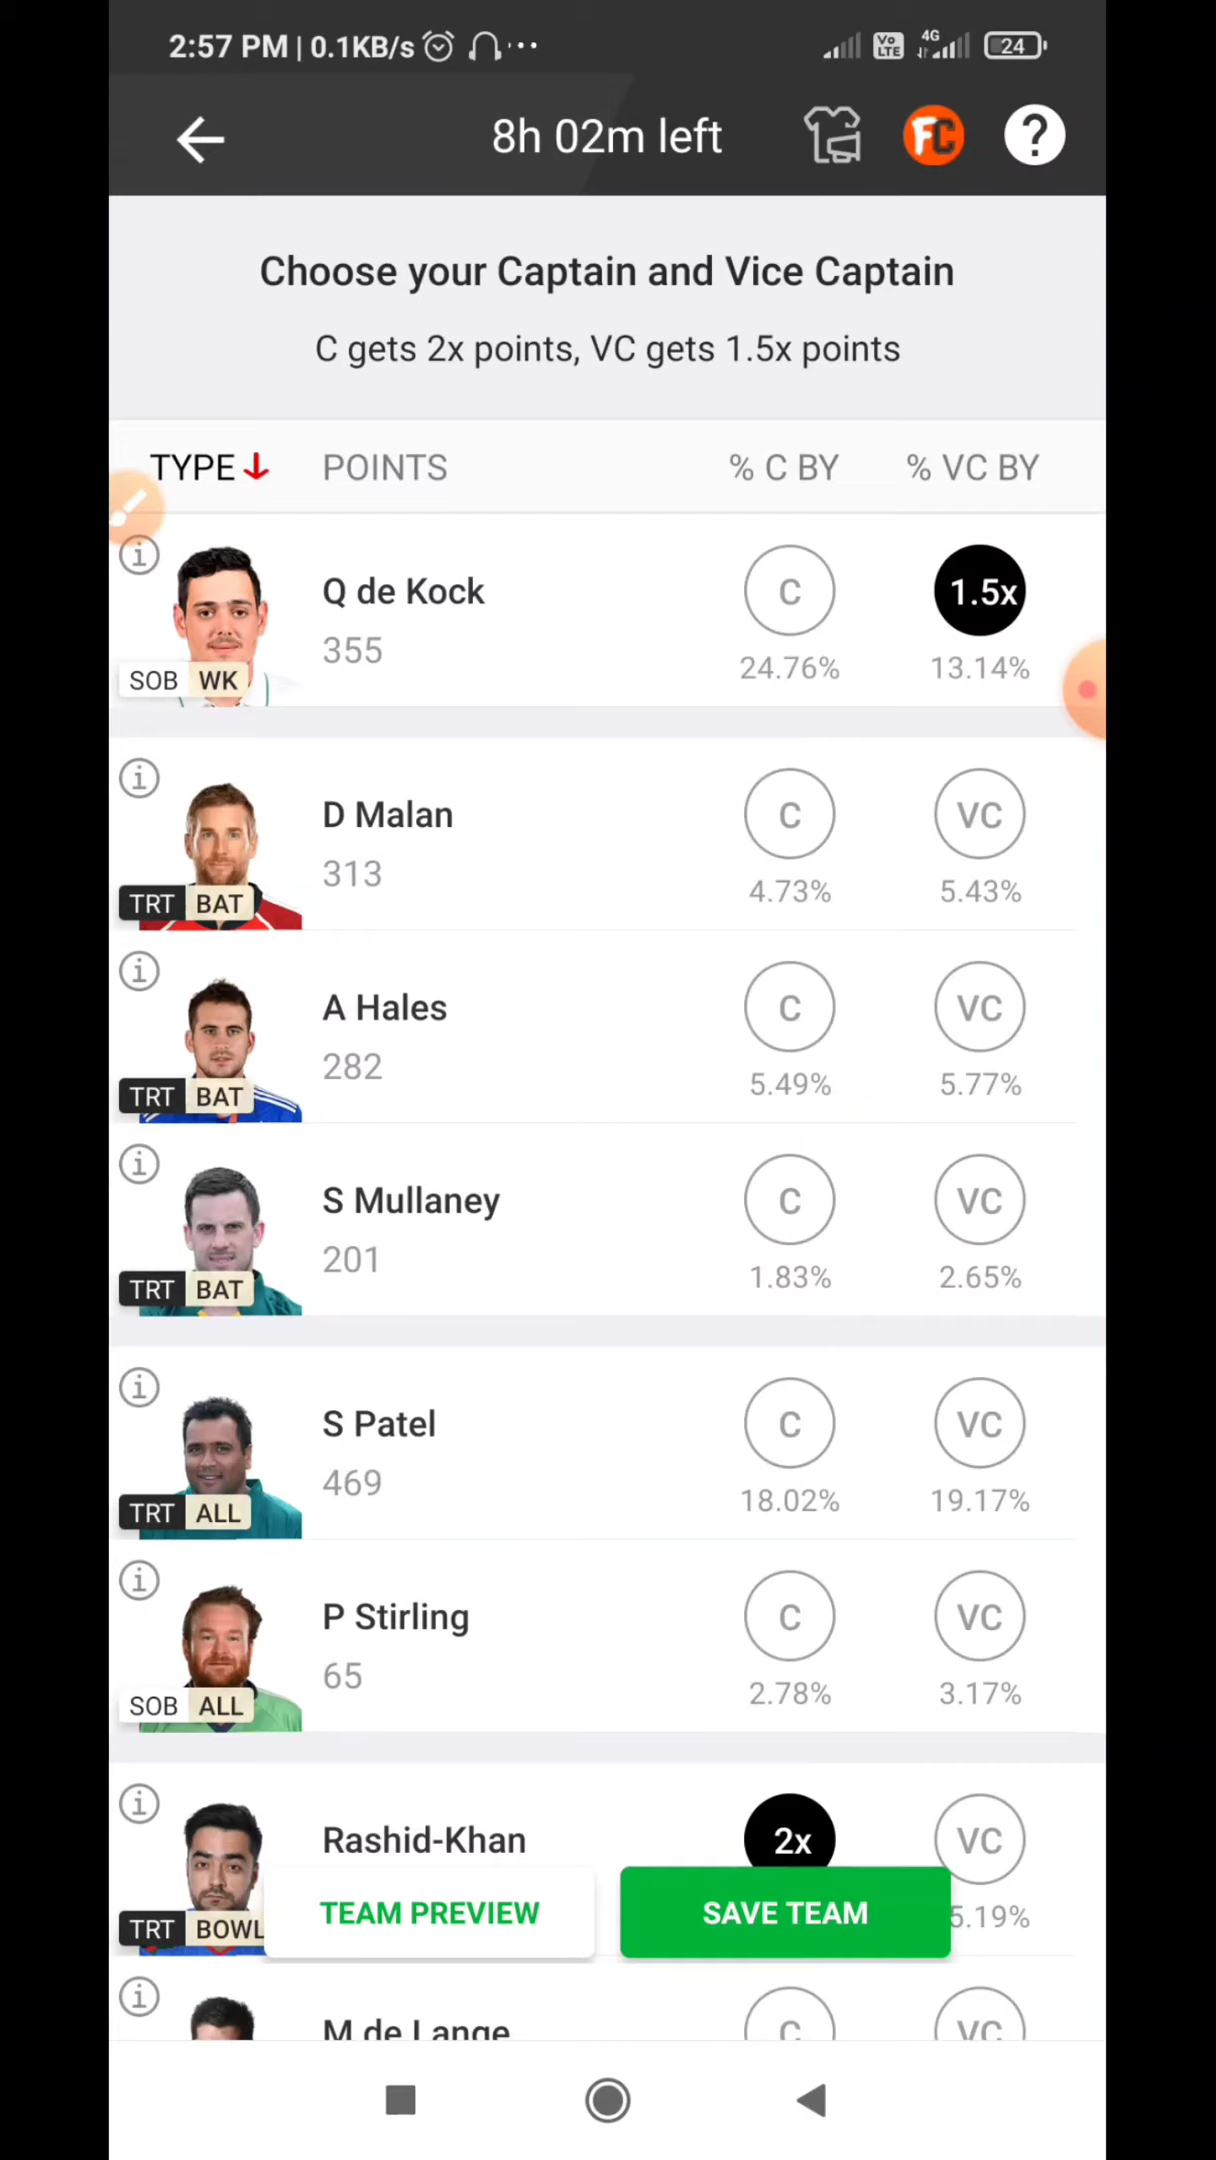 2:57 PM | 0.1KB/s ...
Vo LTE 4G 24
8h 02m left FC ?
Choose your Captain and Vice Captain
C gets 2x points, VC gets 1.5x points
TYPE POINTS % C BY % VC BY
Q de Kock C 1.5x
355 24.76% 13.14%
SOB WK
D Malan C VC
313 4.73% 5.43%
TRT BAT
A Hales C VC
282 5.49% 5.77%
TRT BAT
S Mullaney C VC
201 1.83% 2.65%
TRT BAT
S Patel C VC
469 18.02% 19.17%
TRT ALL
P Stirling C VC
65 2.78% 3.17%
SOB ALL
Rashid-Khan 2x VC
TEAM PREVIEW SAVE TEAM 5.19%
TRT BOWL
M de Lange C VC